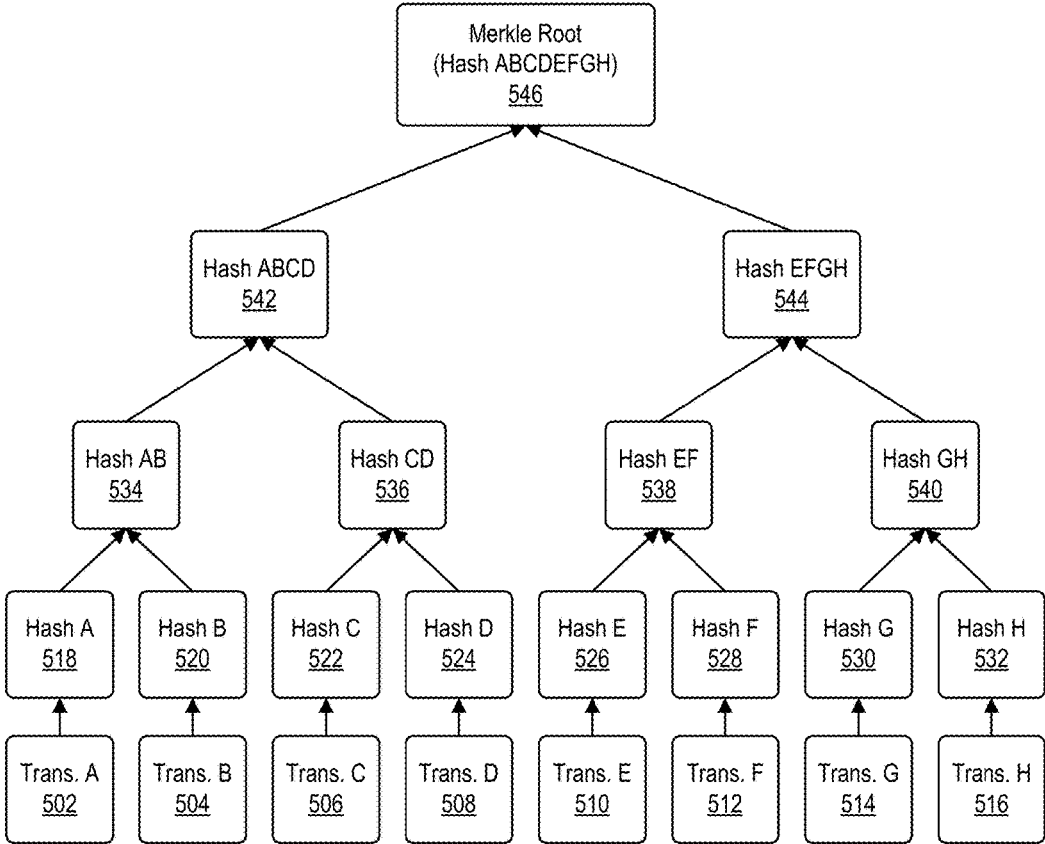 Merkle Root
(Hash ABCDEFGH)
546
Hash ABCD
542
Hash EFGH
544
Hash AB
534
Hash CD
536
Hash EF
538
Hash GH
540
Hash A
518
Hash B
520
Hash C
522
Hash D
524
Hash E
526
Hash F
528
Hash G
530
Hash H
532
Trans. A
502
Trans. B
504
Trans. C
506
Trans. D
508
Trans. E
510
Trans. F
512
Trans. G
514
Trans. H
516